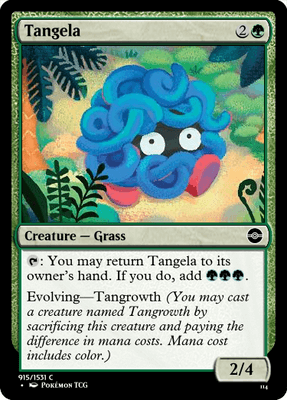 Tangela 2
Creature — Grass
: You may return Tangela to its
owner's hand. If you do, add .
Evolving—Tangrowth (You may cast
a creature named Tangrowth by
sacrificing this creature and paying the
difference in mana costs. Mana cost
includes color.)
2/4
915/1531 C
• Pokémon TCG
114